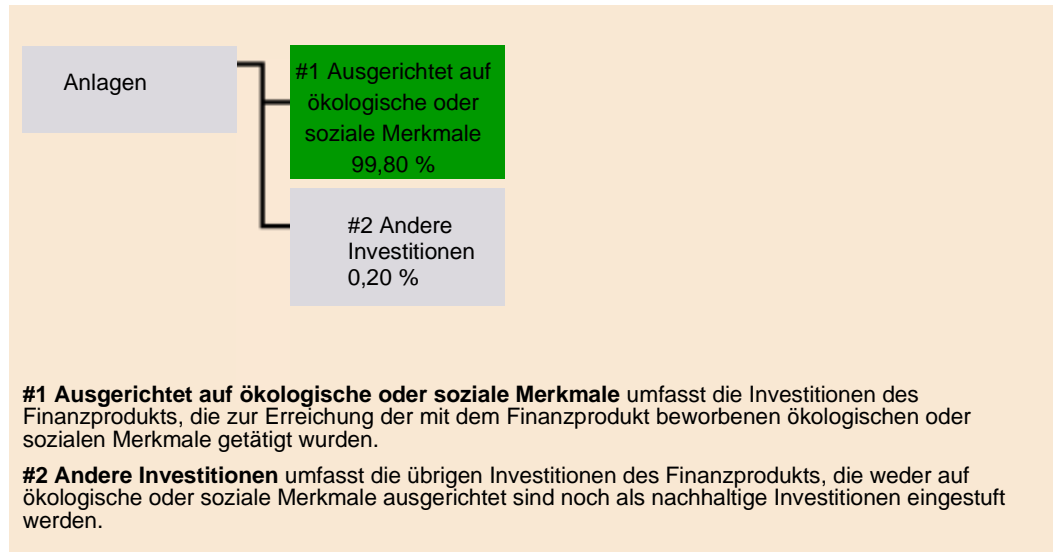 Anlagen
#1 Ausgerichtet auf
ökologische oder
soziale Merkmale
99,80 %
#2 Andere
Investitionen
0,20 %
#1 Ausgerichtet auf ökologische oder soziale Merkmale umfasst die Investitionen des
Finanzprodukts, die zur Erreichung der mit dem Finanzprodukt beworbenen ökologischen oder
sozialen Merkmale getätigt wurden.
#2 Andere Investitionen umfasst die übrigen Investitionen des Finanzprodukts, die weder auf
ökologische oder soziale Merkmale ausgerichtet sind noch als nachhaltige Investitionen eingestuft
werden.